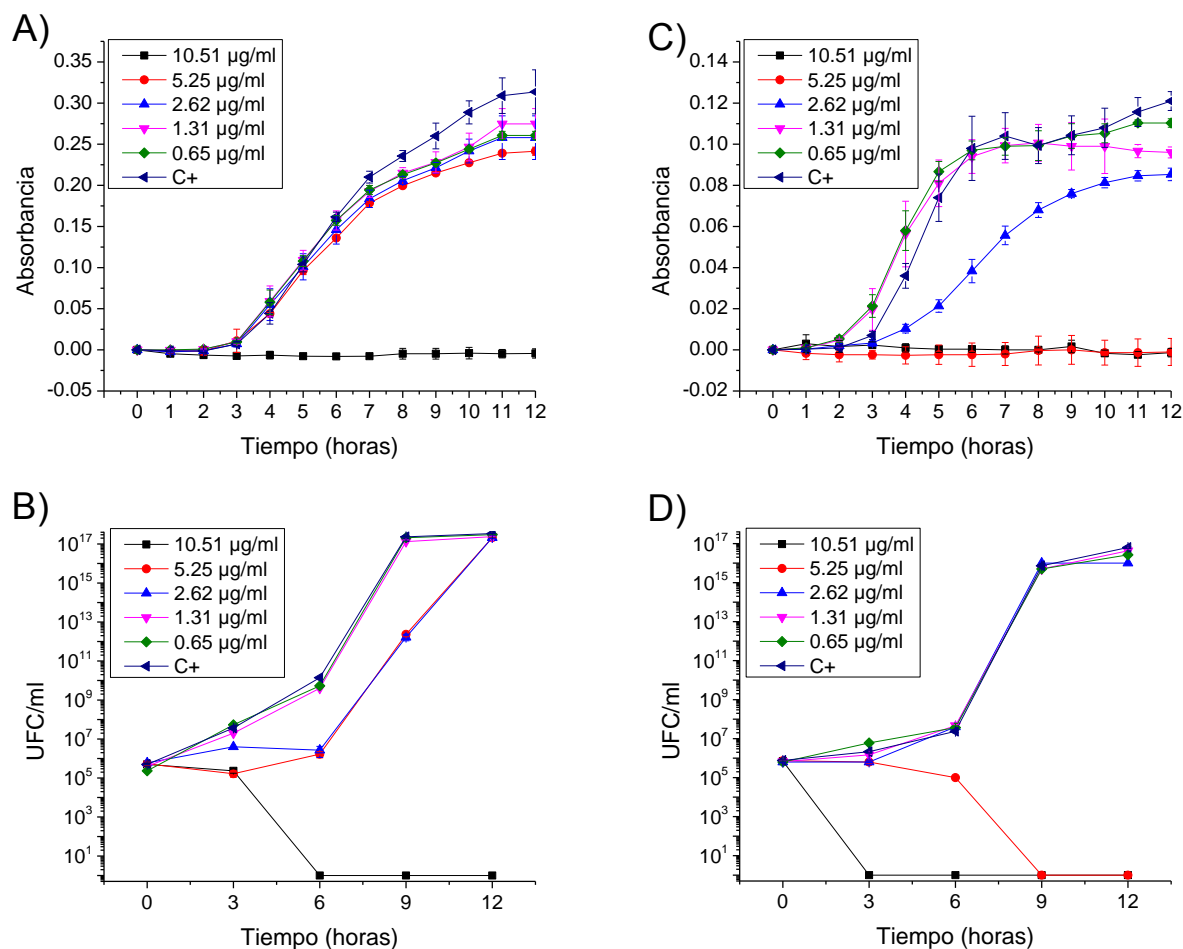 A)
10.51 µg/ml
5.25 µg/ml
2.62 µg/ml
1.31 µg/ml
0.65 µg/ml
C+
0.35
0.30
0.25
0.20
0.15
0.10
0.05
0.00
-0.05
Absorbancia
0 1 2 3 4 5 6 7 8 9 10 11 12
Tiempo (horas)
C)
10.51 µg/ml
5.25 µg/ml
2.62 µg/ml
1.31 µg/ml
0.65 µg/ml
C+
0.14
0.12
0.10
0.08
0.06
0.04
0.02
0.00
-0.02
Absorbancia
0 1 2 3 4 5 6 7 8 9 10 11 12
Tiempo (horas)
B)
10.51 µg/ml
5.25 µg/ml
2.62 µg/ml
1.31 µg/ml
0.65 µg/ml
C+
10^17
10^15
10^13
10^11
10^9
10^7
10^5
10^3
10^1
UFC/ml
0 3 6 9 12
Tiempo (horas)
D)
10.51 µg/ml
5.25 µg/ml
2.62 µg/ml
1.31 µg/ml
0.65 µg/ml
C+
10^17
10^15
10^13
10^11
10^9
10^7
10^5
10^3
10^1
UFC/ml
0 3 6 9 12
Tiempo (horas)